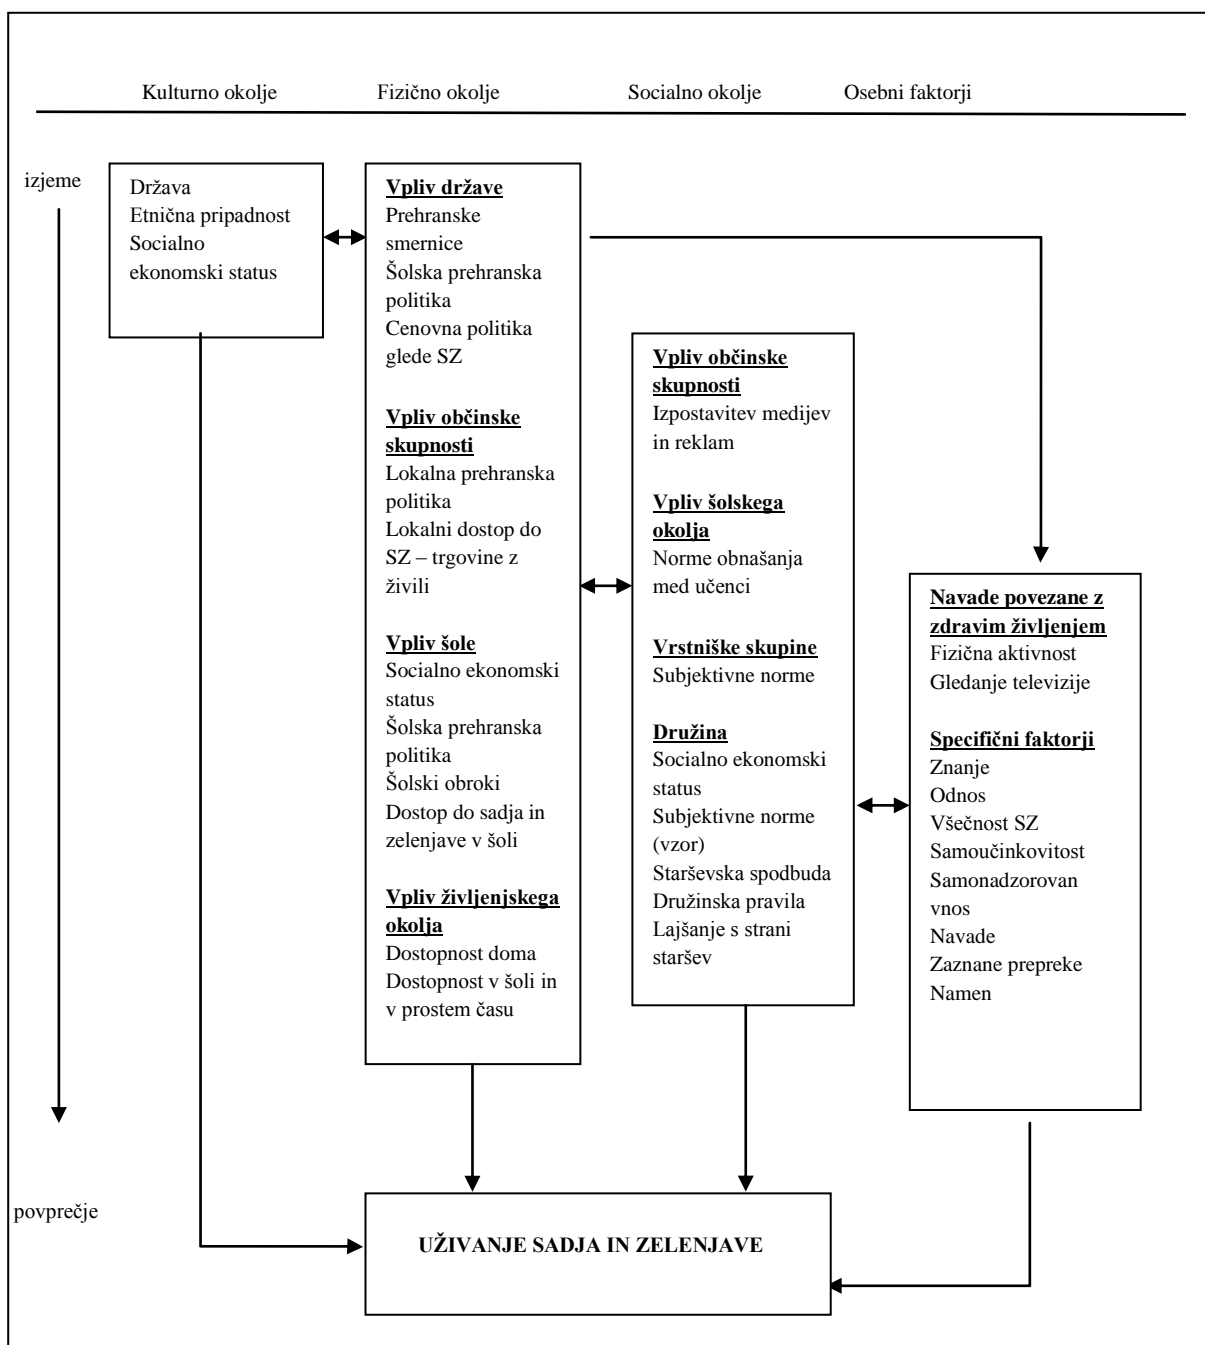 Kulturno okolje
Fizično okolje
Socialno okolje
Osebni faktorji
izjeme
Država
Etnična pripadnost
Socialno
ekonomski status
Vpliv države
Prehranske
smernice
Šolska prehranska
politika
Cenovna politika
glede SZ
Vpliv občinske
skupnosti
Lokalna prehranska
politika
Lokalni dostop do
SZ – trgovine z
živili
Vpliv šole
Socialno ekonomski
status
Šolska prehranska
politika
Šolski obroki
Dostop do sadja in
zelenjave v šoli
Vpliv življenjskega
okolja
Dostopnost doma
Dostopnost v šoli in
v prostem času
Vpliv občinske
skupnosti
Izpostavitev medijev
in reklam
Vpliv šolskega
okolja
Norme obnašanja
med učenci
Vrstniške skupine
Subjektivne norme
Družina
Socialno ekonomski
status
Subjektivne norme
(vzor)
Starševska spodbuda
Družinska pravila
Lajšanje s strani
staršev
Navade povezane z
zdravim življenjem
Fizična aktivnost
Gledanje televizije
Specifični faktorji
Znanje
Odnos
Všečnost SZ
Samoučinkovitost
Samonadzorovan
vnos
Navade
Zaznane prepreke
Namen
povprečje
UŽIVANJE SADJA IN ZELENJAVE